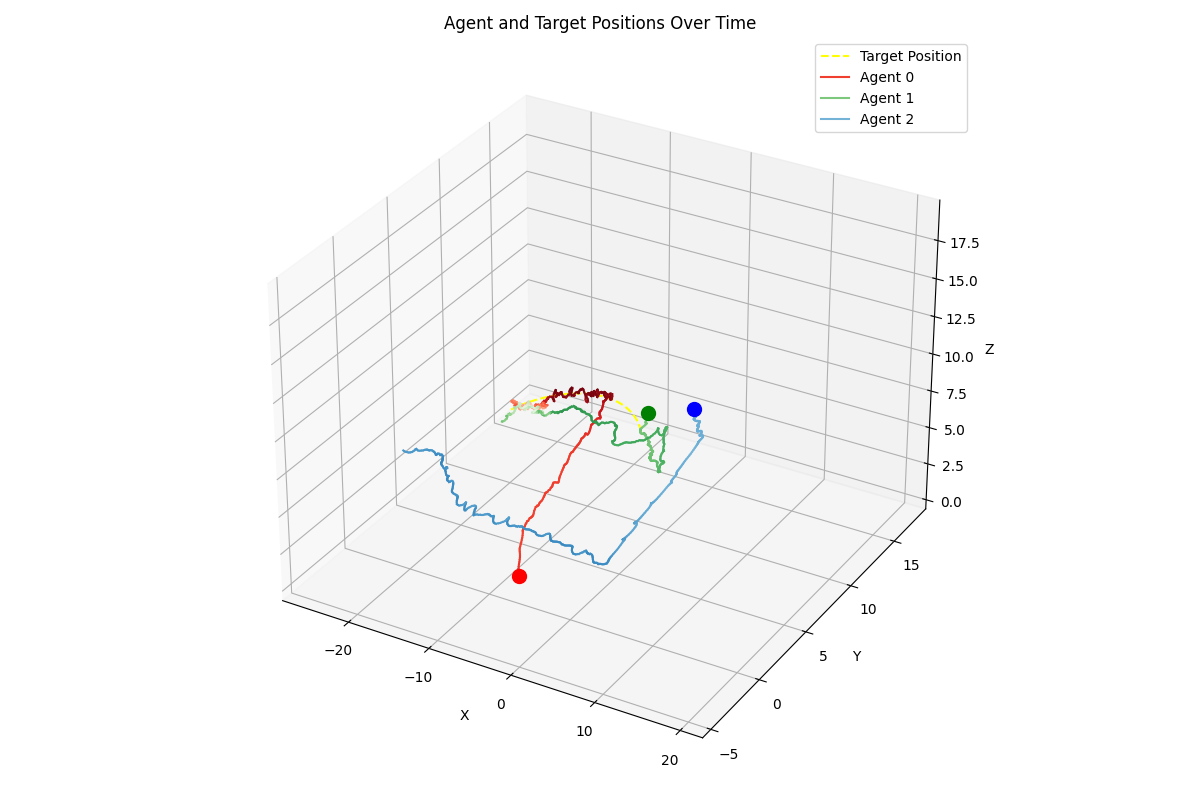 Agent and Target Positions Over Time
Target Position
Agent 0
Agent 1
Agent 2
17.5
15.0
12.5
10.0
7.5
5.0
2.5
0.0
Z
15
10
5
0
−5
Y
−20
−10
0
10
20
X